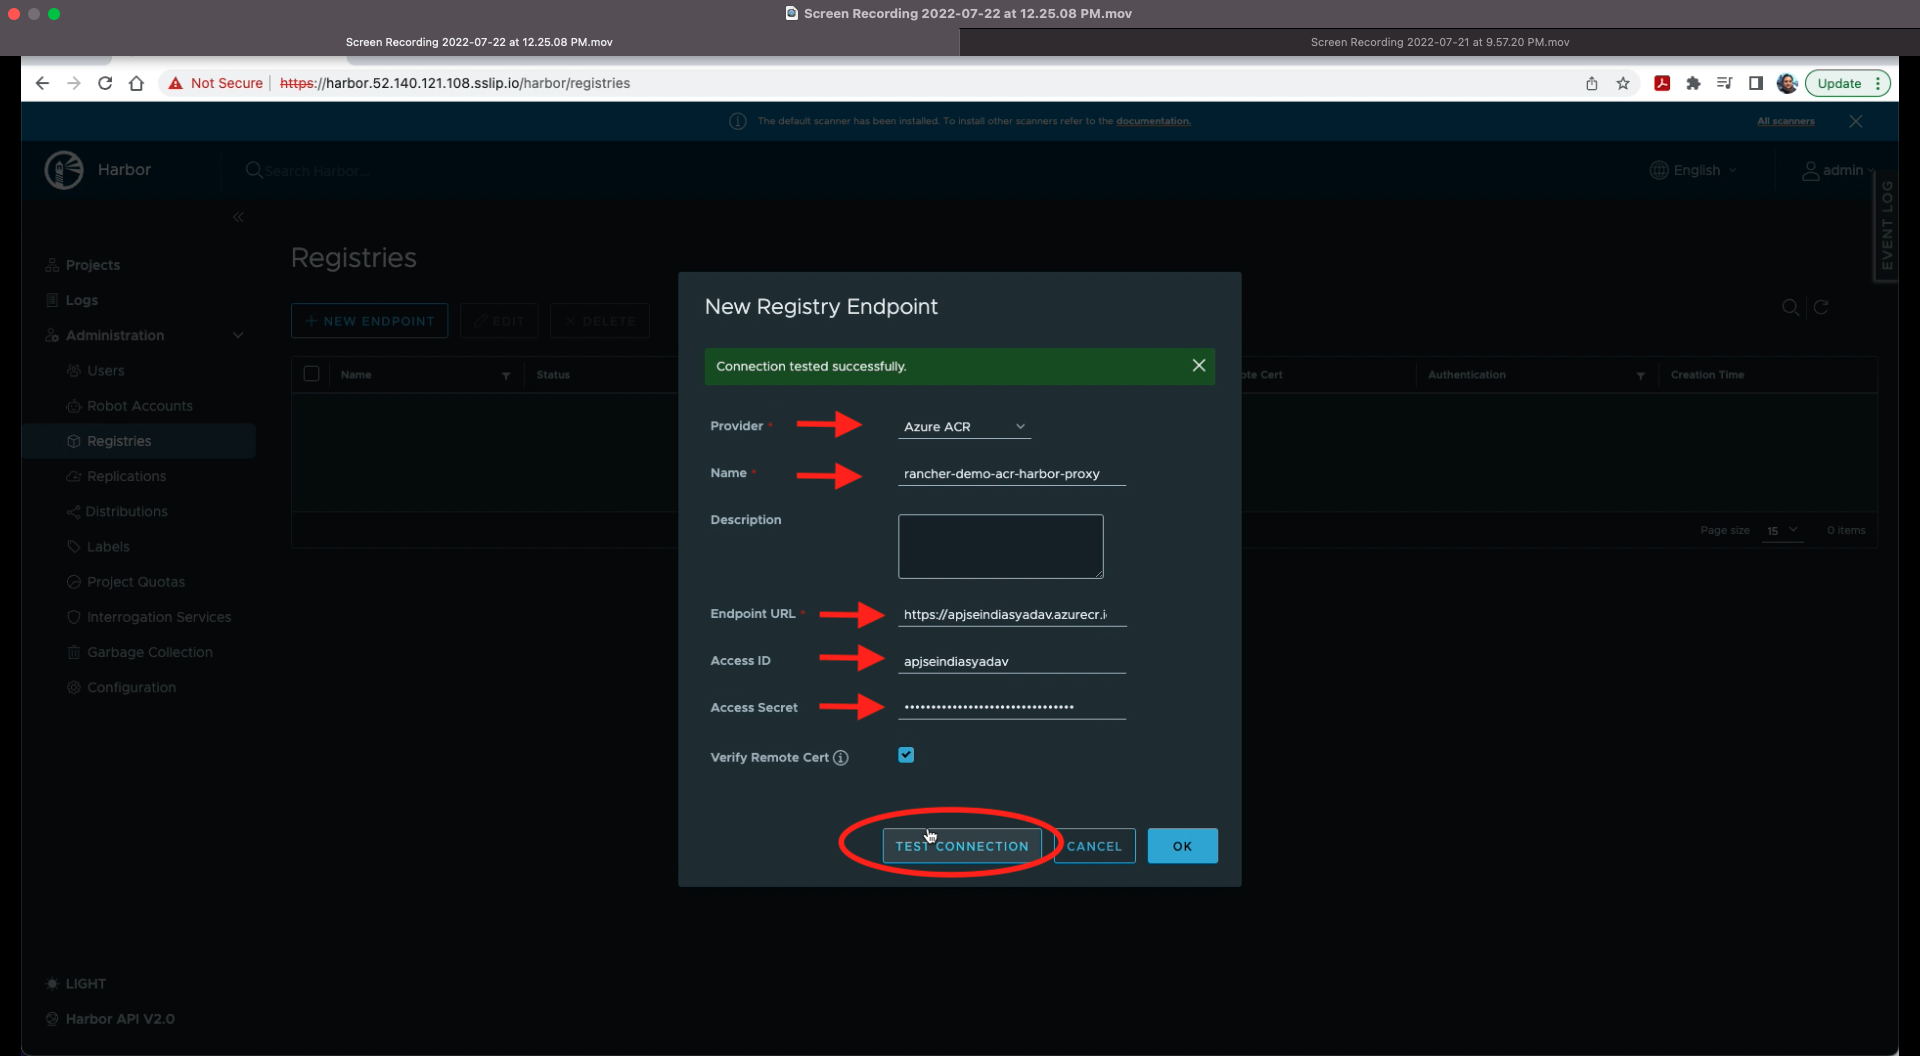 Screen Recording 2022-07-22 at 12.25.08 PM.mov
Screen Recording 2022-07-22 at 12.25.08 PM.mov
Screen Recording 2022-07-21 at 9.57.20 PM.mov
Not Secure
https://harbor.52.140.121.108.sslip.io/harbor/registries
Update
The default scanner has been installed. To install other scanners refer to the documentation.
All scanners
Harbor
Search Harbor...
English
admin
EVENT LOG
Projects
Logs
Administration
Users
Robot Accounts
Registries
Replications
Distributions
Labels
Project Quotas
Interrogation Services
Garbage Collection
Configuration
LIGHT
Harbor API V2.0
Registries
+ NEW ENDPOINT
EDIT
DELETE
Name
Status
ote Cert
Authentication
Creation Time
Page size
15
0 items
New Registry Endpoint
Connection tested successfully.
Provider *
Azure ACR
Name *
rancher-demo-acr-harbor-proxy
Description
Endpoint URL *
https://apjseindiasyadav.azurecr.i
Access ID
apjseindiasyadav
Access Secret
Verify Remote Cert
TEST CONNECTION
CANCEL
OK